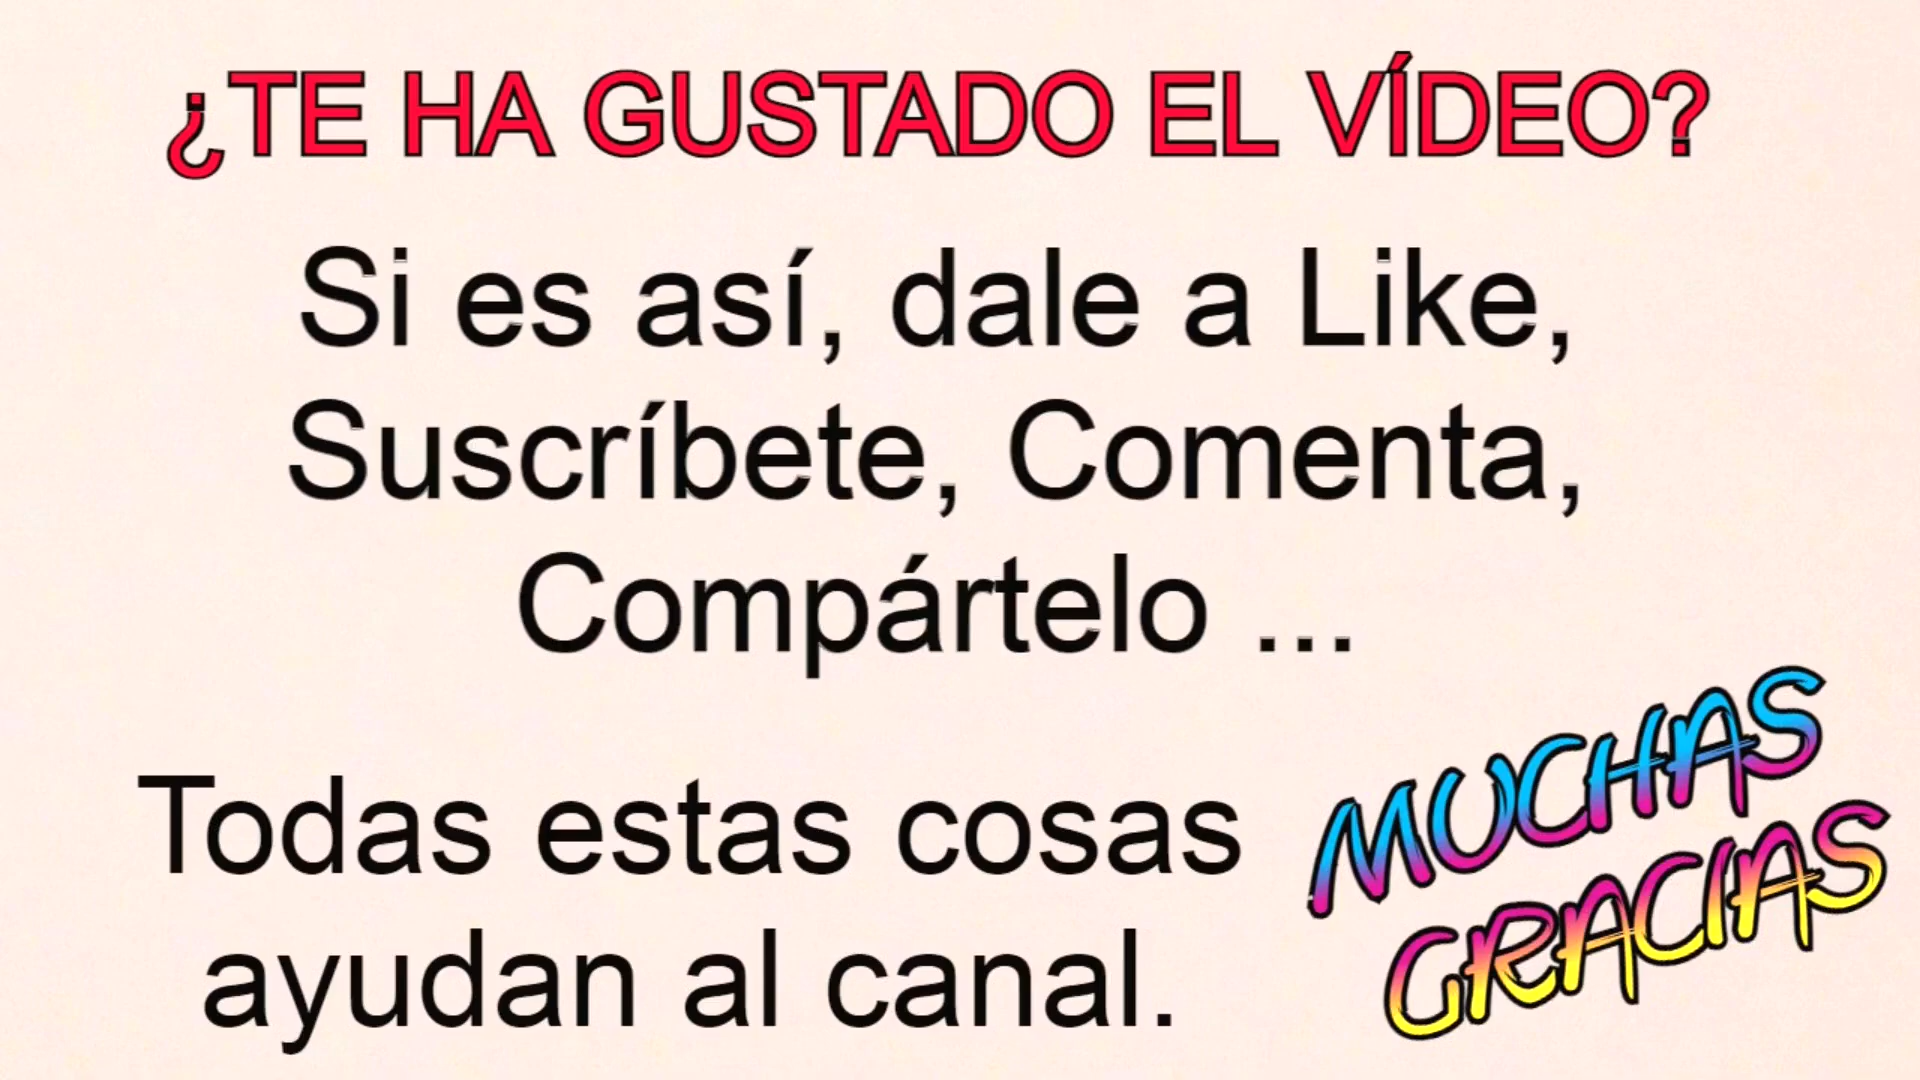 ¿TE HA GUSTADO EL VÍDEO?
Si es así, dale a Like,
Suscríbete, Comenta,
Compártelo ...
Todas estas cosas
ayudan al canal.
MUCHAS
GRACIAS